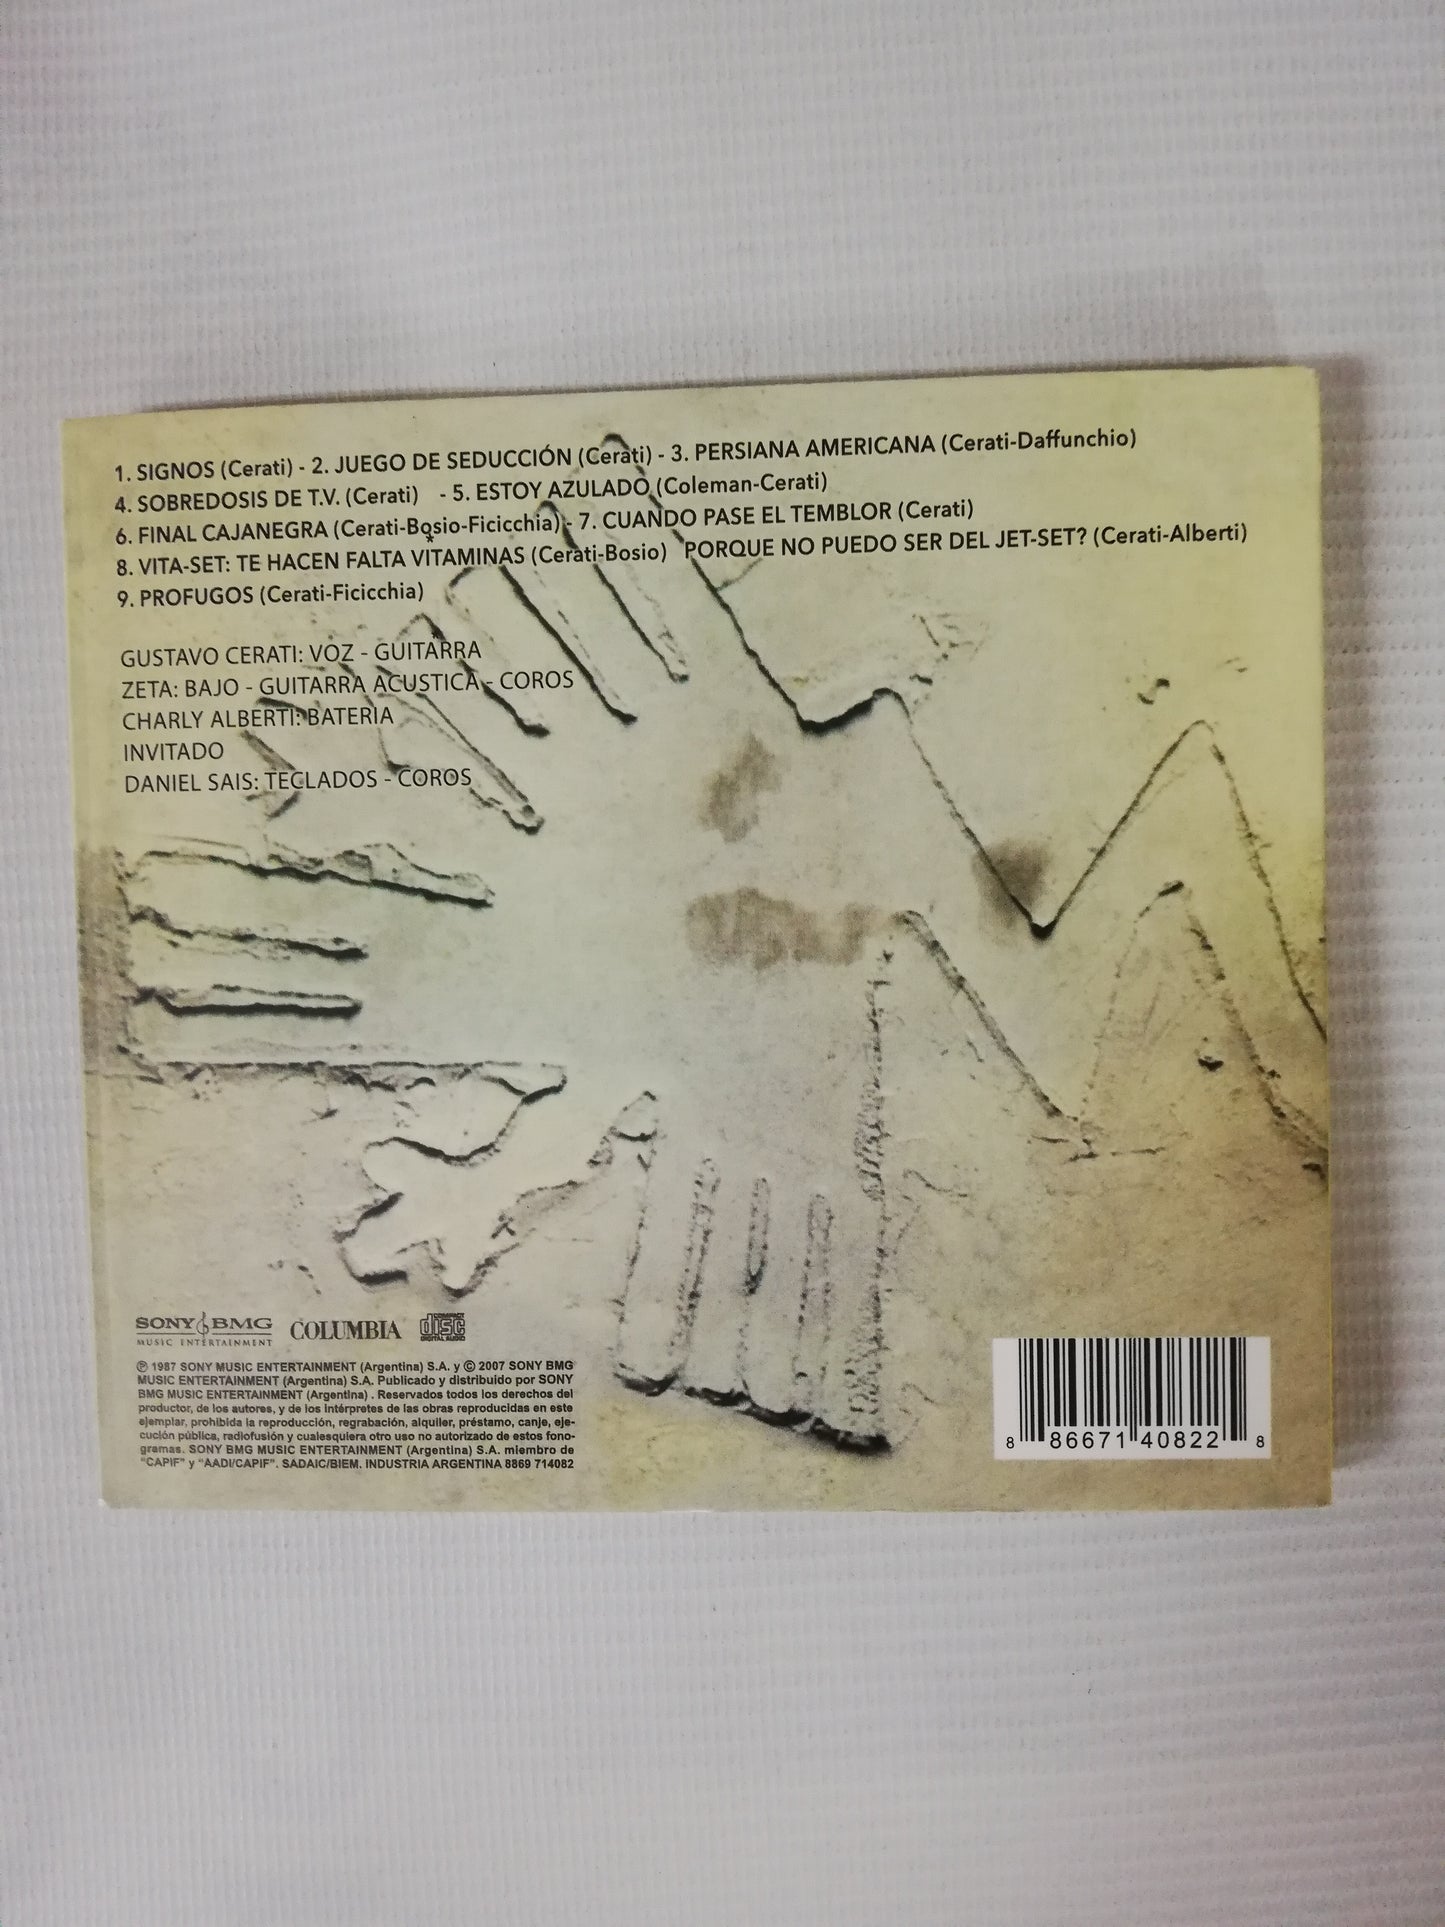 1. SIGNOS (Cerati) - 2. JUEGO DE SEDUCCIÓN (Cerati) - 3. PERSIANA AMERICANA (Cerati-Daffunchio)
4. SOBREDOSIS DE T.V. (Cerati) - 5. ESTOY AZULADO (Coleman-Cerati)
6. FINAL CAJANEGRA (Cerati-Bosio-Ficicchia) - 7. CUANDO PASE EL TEMBLOR (Cerati)
8. VITA-SET: TE HACEN FALTA VITAMINAS (Cerati-Bosio) PORQUE NO PUEDO SER DEL JET-SET? (Cerati-Alberti)
9. PROFUGOS (Cerati-Ficicchia)
GUSTAVO CERATI: VOZ - GUITARRA
ZETA: BAJO - GUITARRA ACUSTICA - COROS
CHARLY ALBERTI: BATERIA
INVITADO
DANIEL SAIS: TECLADOS - COROS
SONY BMG
MUSIC ENTERTAINMENT
COLUMBIA
COMPACT
disc
DIGITAL AUDIO
℗ 1987 SONY MUSIC ENTERTAINMENT (Argentina) S.A. y © 2007 SONY BMG
MUSIC ENTERTAINMENT (Argentina) S.A. Publicado y distribuido por SONY
BMG MUSIC ENTERTAINMENT (Argentina) . Reservados todos los derechos del
productor, de los autores, y de los intérpretes de las obras reproducidas en este
ejemplar, prohibida la reproducción, regrabación, alquiler, préstamo, canje, eje-
cución pública, radiofusión y cualesquiera otro uso no autorizado de estos fono-
gramas. SONY BMG MUSIC ENTERTAINMENT (Argentina) S.A. miembro de
"CAPIF" y "AADI/CAPIF". SADAIC/BIEM. INDUSTRIA ARGENTINA 8869 714082
8 86671 40822 8